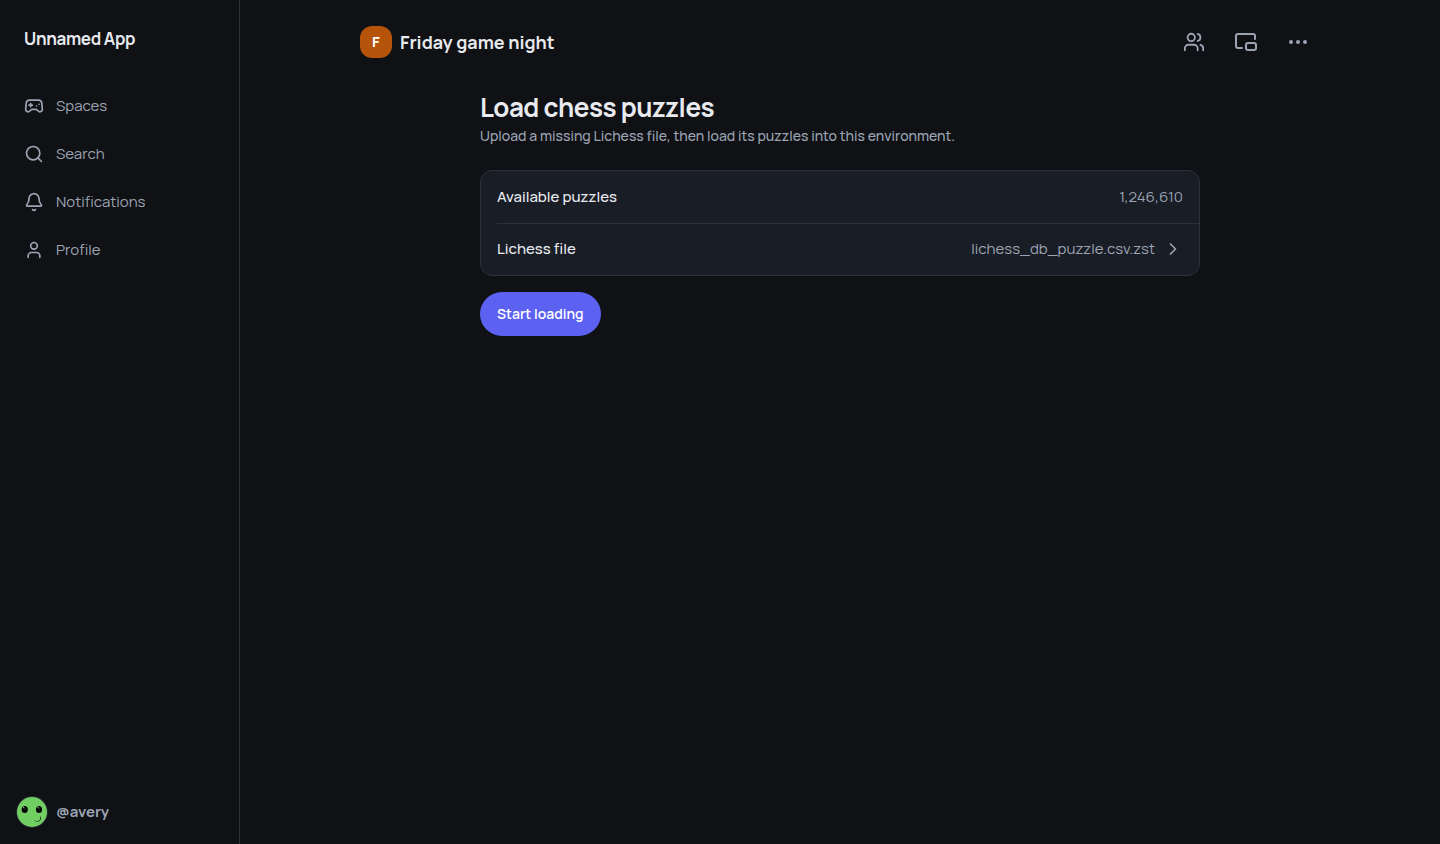 Unnamed App
Spaces
Search
Notifications
Profile
@avery
F Friday game night
Load chess puzzles
Upload a missing Lichess file, then load its puzzles into this environment.
Available puzzles 1,246,610
Lichess file lichess_db_puzzle.csv.zst
Start loading